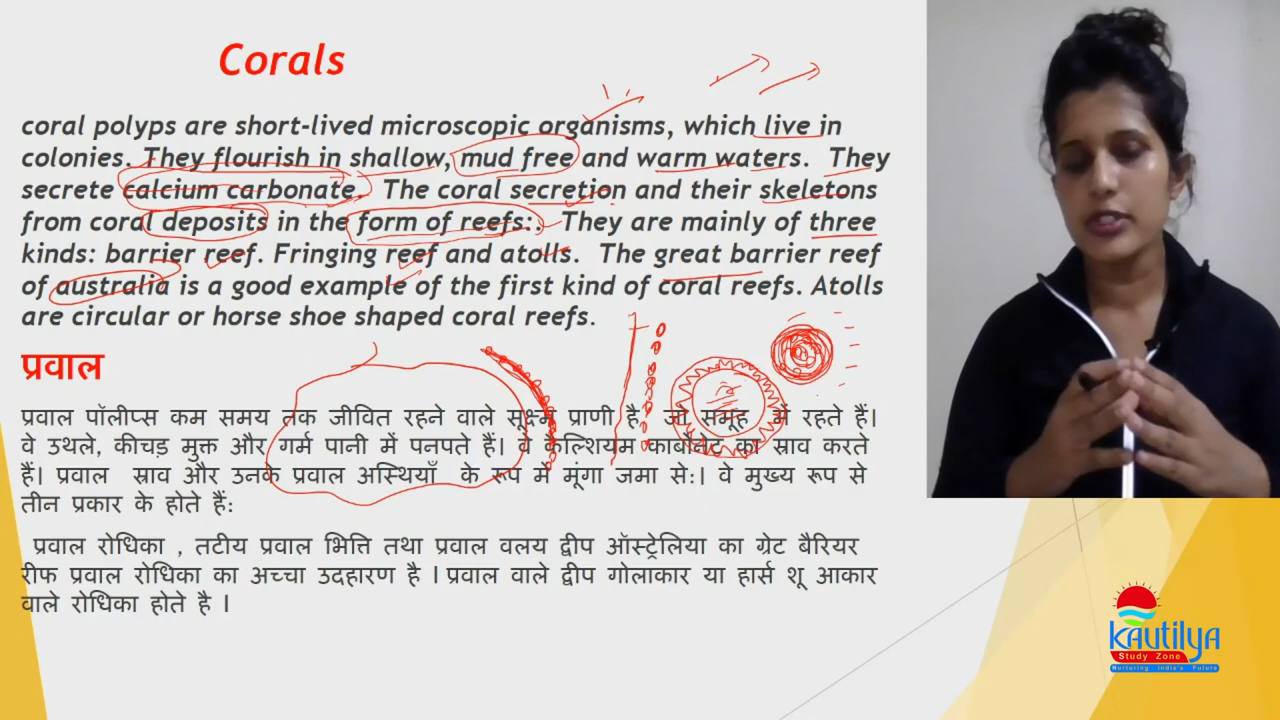 Corals
coral polyps are short-lived microscopic organisms, which live in
colonies. They flourish in shallow, mud free and warm waters. They
secrete calcium carbonate. The coral secretion and their skeletons
from coral deposits in the form of reefs:. They are mainly of three
kinds: barrier reef. Fringing reef and atolls. The great barrier reef
of australia is a good example of the first kind of coral reefs. Atolls
are circular or horse shoe shaped coral reefs.
प्रवाल
प्रवाल पॉलीप्स कम समय तक जीवित रहने वाले सूक्ष्म प्राणी है, जो समूह में रहते हैं।
वे उथले, कीचड़ मुक्त और गर्म पानी में पनपते हैं। वे कैल्शियम कार्बोनेट का स्राव करते
हैं। प्रवाल स्राव और उनके प्रवाल अस्थियाँ के रूप में मूंगा जमा से:। वे मुख्य रूप से
तीन प्रकार के होते हैं:
प्रवाल रोधिका , तटीय प्रवाल भित्ति तथा प्रवाल वलय द्वीप ऑस्ट्रेलिया का ग्रेट बैरियर
रीफ प्रवाल रोधिका का अच्चा उदहारण है I प्रवाल वाले द्वीप गोलाकार या हार्स शू आकार
वाले रोधिका होते है I
kautilya
Study Zone
Nurturing India's Future